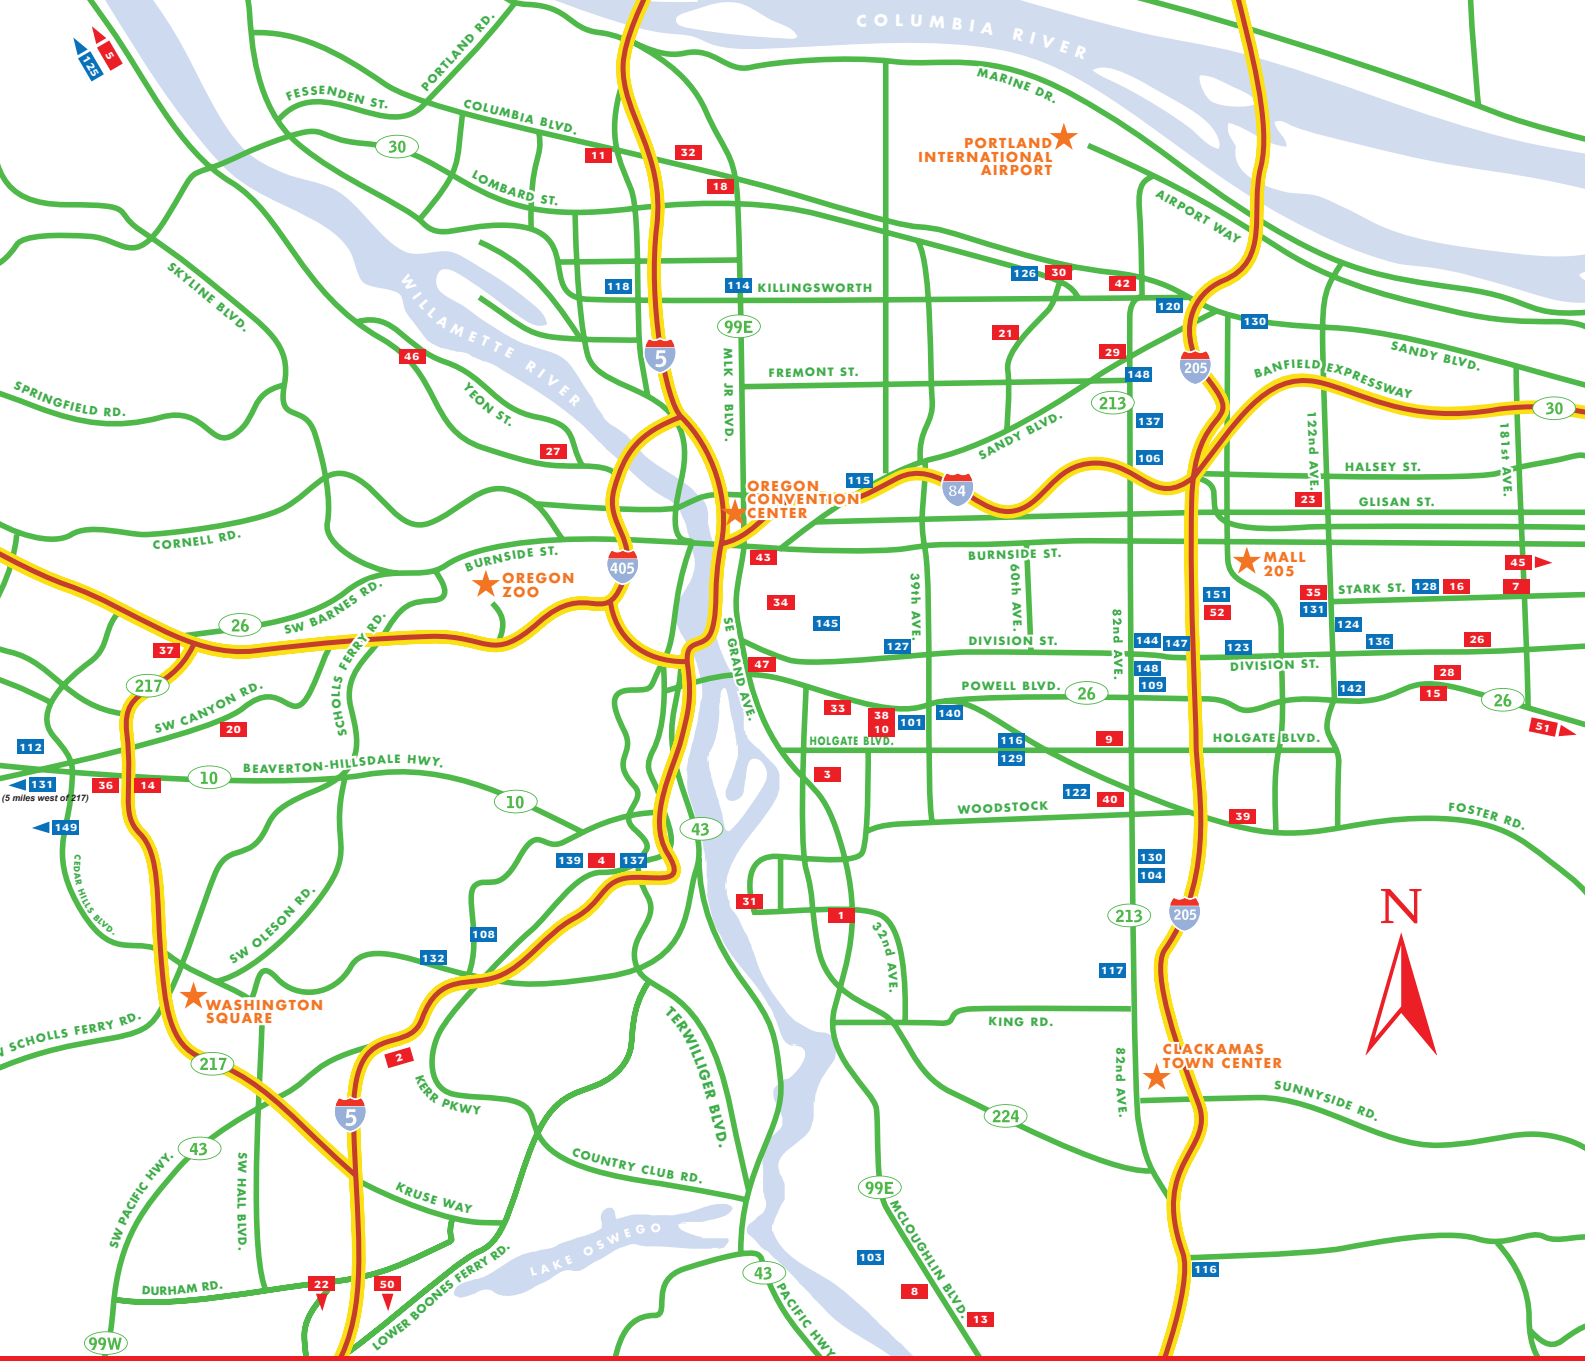 COLUMBIA RIVER
PORTLAND RD.
5
125
FESSENDEN ST.
COLUMBIA BLVD.
MARINE DR.
30
11
32
18
PORTLAND
INTERNATIONAL
AIRPORT
LOMBARD ST.
AIRPORT WAY
SKYLINE BLVD.
WILLAMETTE RIVER
118
114
KILLINGSWORTH
126
30
42
120
130
99E
21
29
148
5
205
46
MLK JR BLVD.
FREMONT ST.
SANDY BLVD.
BANFIELD EXPRESSWAY
SPRINGFIELD RD.
YEON ST.
213
137
30
SANDY BLVD.
122nd AVE.
181st AVE.
27
106
HALSEY ST.
115
84
OREGON
CONVENTION
CENTER
23
GLISAN ST.
CORNELL RD.
BURNSIDE ST.
405
43
BURNSIDE ST.
MALL
205
45
OREGON
ZOO
39th AVE.
60th AVE.
82nd AVE.
151
52
35
131
STARK ST.
128
16
7
SW BARNES RD.
26
34
145
124
SE GRAND AVE.
127
DIVISION ST.
144
147
123
136
26
37
SCHOLLS FERRY RD.
47
148
DIVISION ST.
28
217
POWELL BLVD.
26
109
142
15
26
SW CANYON RD.
33
38
10
101
140
51
20
112
HOLGATE BLVD.
116
129
9
HOLGATE BLVD.
BEAVERTON-HILLSDALE HWY.
10
131
(5 miles west of 217)
36
14
3
122
40
10
WOODSTOCK
39
FOSTER RD.
149
43
CEDAR HILLS BLVD.
139
4
137
130
104
SW OLESON RD.
31
1
213
205
N
108
132
32nd AVE.
117
WASHINGTON
SQUARE
W SCHOLLS FERRY RD.
TERWILLIGER BLVD.
KING RD.
217
2
82nd AVE.
CLACKAMAS
TOWN CENTER
KERR PKWY
5
224
SUNNYSIDE RD.
43
SW PACIFIC HWY.
SW HALL BLVD.
COUNTRY CLUB RD.
KRUSE WAY
99E
MCLOUGHLIN BLVD.
LAKE OSWEGO
103
116
DURHAM RD.
22
50
LOWER BOONES FERRY RD.
43
PACIFIC HWY
8
13
99W